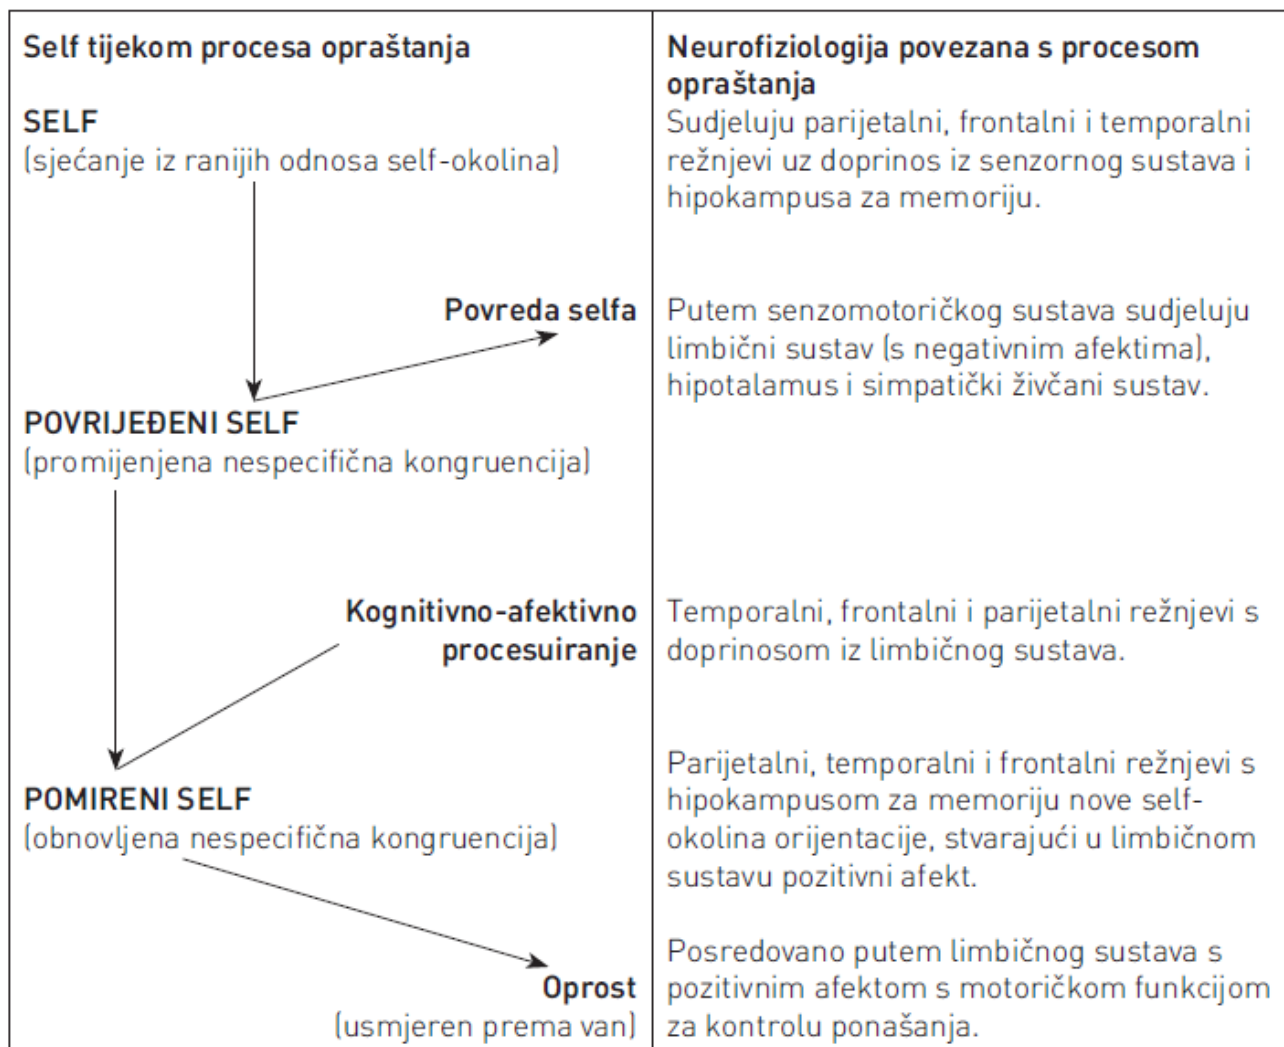 Self tijekom procesa opraštanja
SELF
(sjećanje iz ranijih odnosa self-okolina)
Povreda selfa
POVRIJEĐENI SELF
(promijenjena nespecifična kongruencija)
Kognitivno-afektivno
procesuiranje
POMIRENI SELF
(obnovljena nespecifična kongruencija)
Oprost
(usmjeren prema van)
Neurofiziologija povezana s procesom
opraštanja
Sudjeluju parijetalni, frontalni i temporalni
režnjevi uz doprinos iz senzornog sustava i
hipokampusa za memoriju.
Putem senzomotoričkog sustava sudjeluju
limbični sustav (s negativnim afektima),
hipotalamus i simpatički živčani sustav.
Temporalni, frontalni i parijetalni režnjevi s
doprinosom iz limbičnog sustava.
Parijetalni, temporalni i frontalni režnjevi s
hipokampusom za memoriju nove self-
okolina orijentacije, stvarajući u limbičnom
sustavu pozitivni afekt.
Posredovano putem limbičnog sustava s
pozitivnim afektom s motoričkom funkcijom
za kontrolu ponašanja.